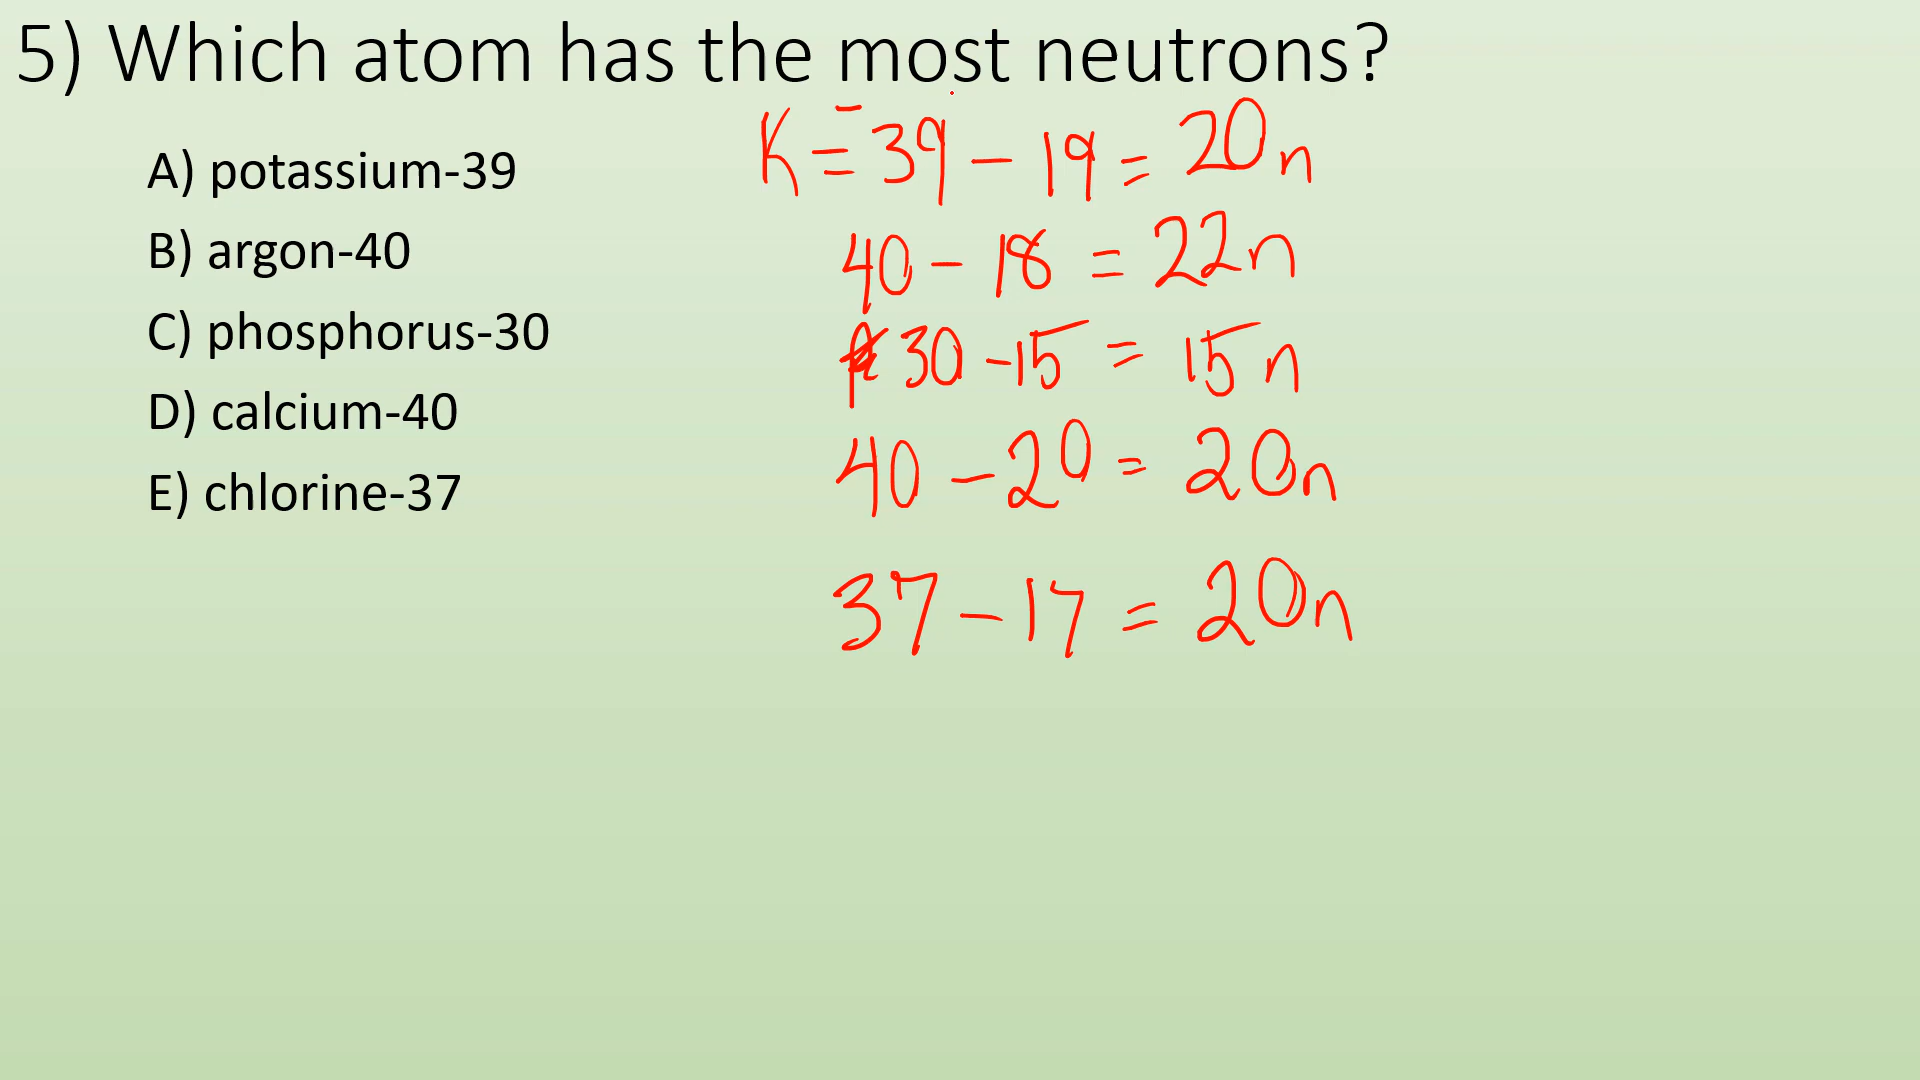 5) Which atom has the most neutrons?
A) potassium-39
B) argon-40
C) phosphorus-30
D) calcium-40
E) chlorine-37
K = 39 - 19 = 20n
40 - 18 = 22n
30 - 15 = 15n
40 - 20 = 20n
37 - 17 = 20n